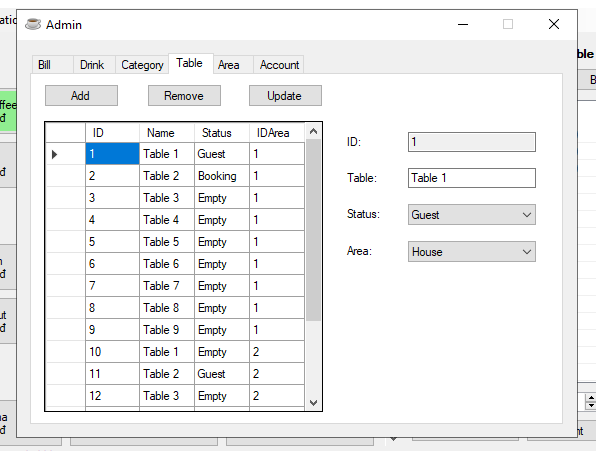 Admin
Bill Drink Category Table Area Account
Add Remove Update
ID Name Status IDArea
1 Table 1 Guest 1
2 Table 2 Booking 1
3 Table 3 Empty 1
4 Table 4 Empty 1
5 Table 5 Empty 1
6 Table 6 Empty 1
7 Table 7 Empty 1
8 Table 8 Empty 1
9 Table 9 Empty 1
10 Table 1 Empty 2
11 Table 2 Guest 2
12 Table 3 Empty 2
ID: 1
Table: Table 1
Status: Guest
Area: House
ble
B
ffee
đ
đ
đ
ut
đ
đ